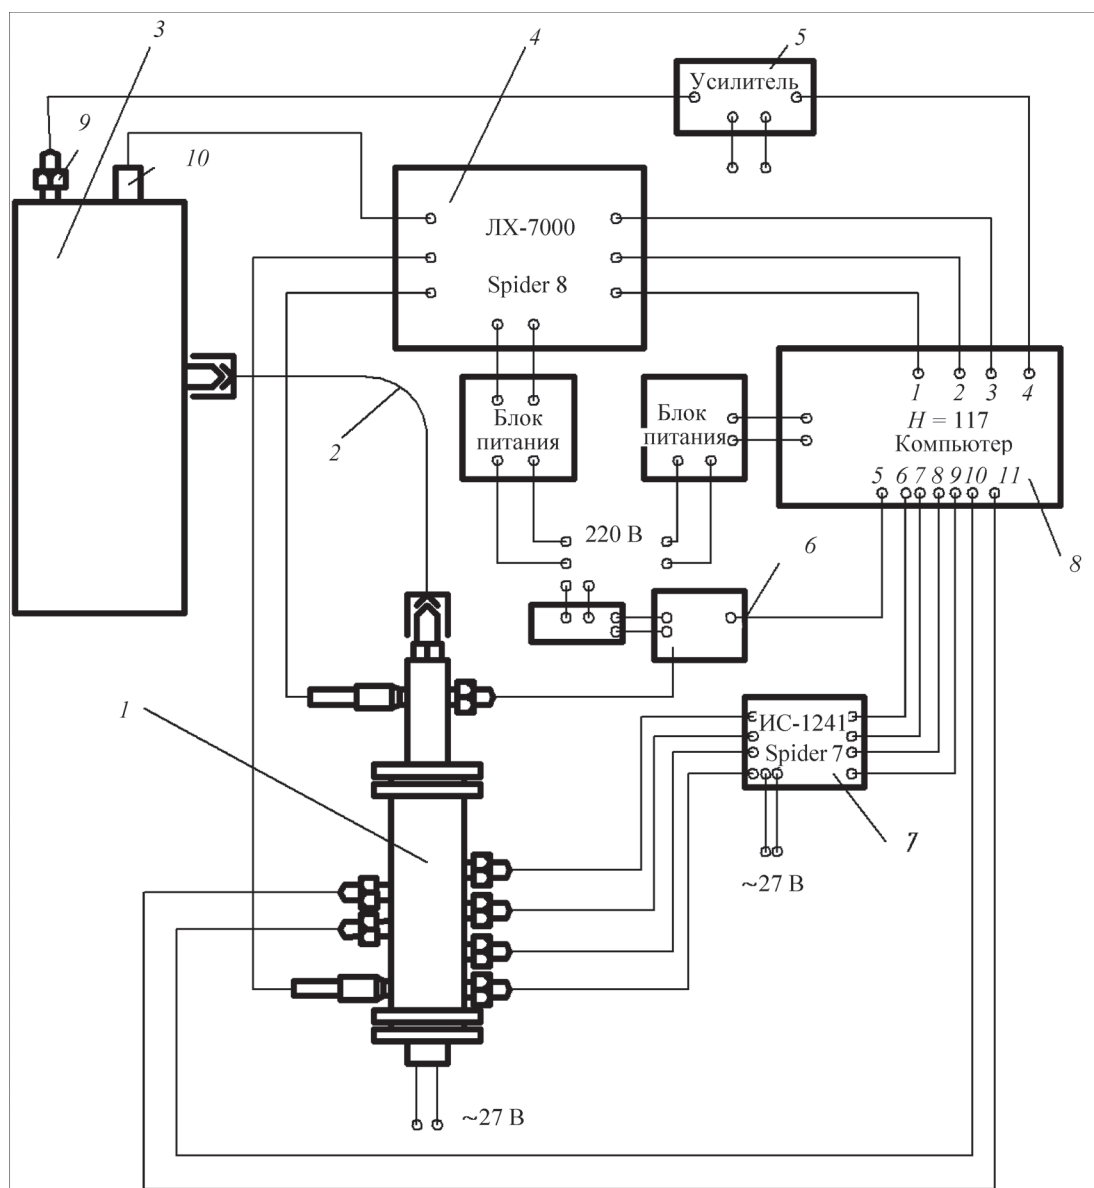 3
4
5
Усилитель
9
10
ЛХ-7000
Spider 8
1 2 3 4
H = 117
Компьютер
5 6 7 8 9 10 11
Блок
питания
Блок
питания
2
220 В
6
8
1
ИС-1241
Spider 7
7
~27 В
~27 В